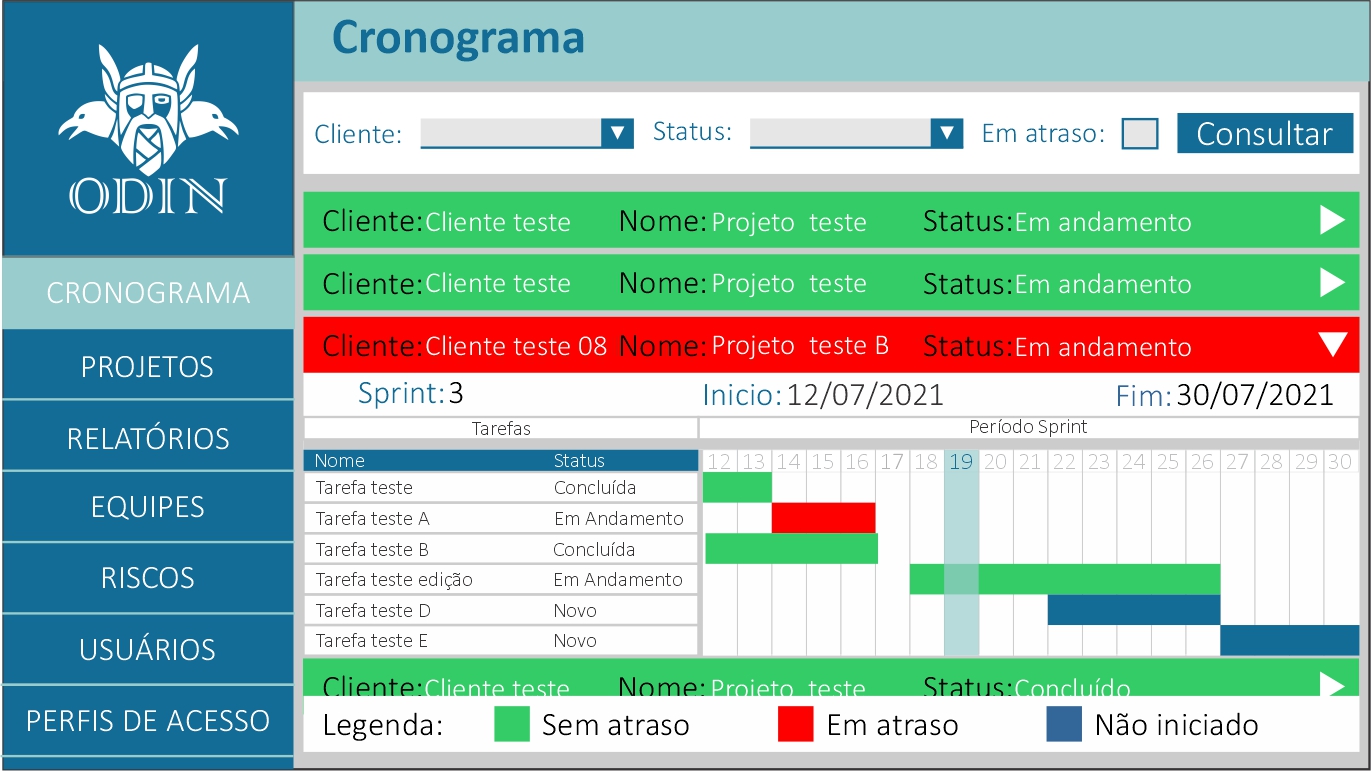 Cronograma
ODIN
Cliente: Status: Em atraso: Consultar
Cliente: Cliente teste Nome: Projeto teste Status: Em andamento
Cliente: Cliente teste Nome: Projeto teste Status: Em andamento
Cliente: Cliente teste 08 Nome: Projeto teste B Status: Em andamento
Sprint: 3 Inicio: 12/07/2021 Fim: 30/07/2021
Tarefas Período Sprint
Nome Status 12 13 14 15 16 17 18 19 20 21 22 23 24 25 26 27 28 29 30
Tarefa teste Concluída
Tarefa teste A Em Andamento
Tarefa teste B Concluída
Tarefa teste edição Em Andamento
Tarefa teste D Novo
Tarefa teste E Novo
Cliente: Cliente teste Nome: Projeto teste Status: Concluído
Legenda: Sem atraso Em atraso Não iniciado
CRONOGRAMA
PROJETOS
RELATÓRIOS
EQUIPES
RISCOS
USUÁRIOS
PERFIS DE ACESSO